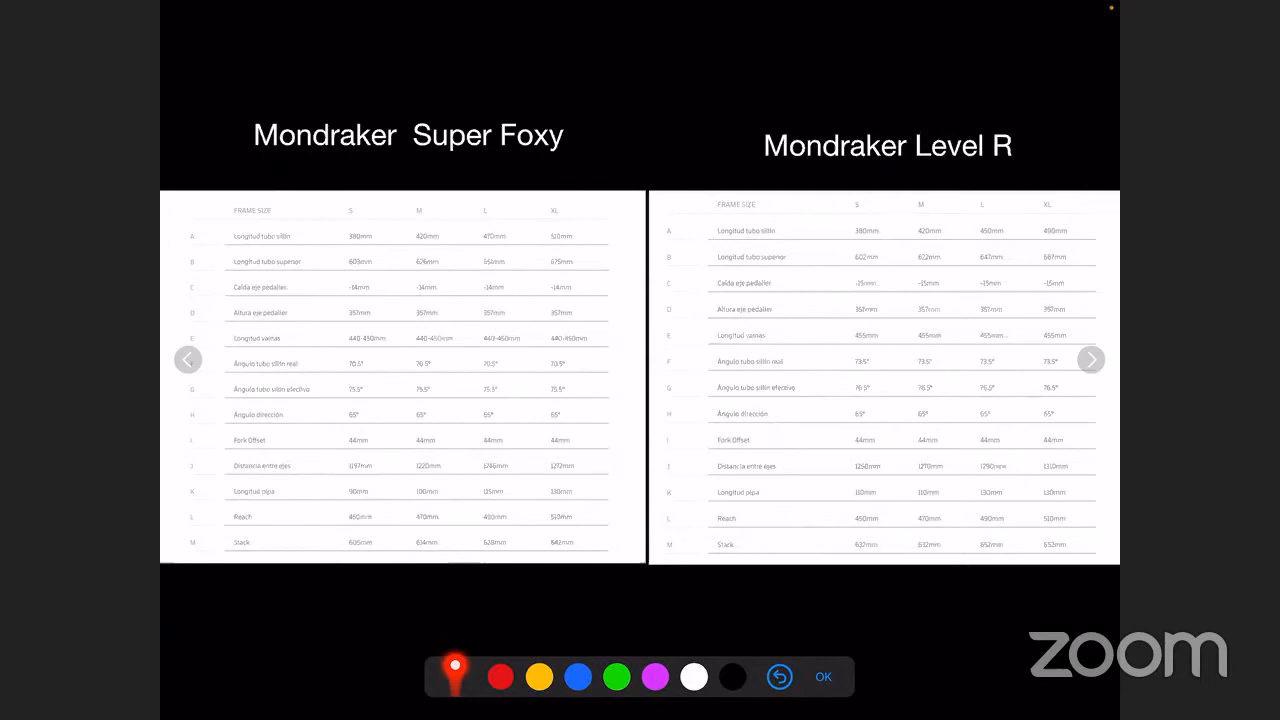 Mondraker Super Foxy
FRAME SIZE S M L XL
A Longitud tubo sillín 380mm 420mm 470mm 510mm
B Longitud tubo superior 626mm 675mm
C Caída eje pedalier -14mm -14mm -14mm -14mm
D Altura eje pedalier 357mm 357mm 357mm 357mm
E Longitud vainas 440-450mm 440-450mm 440-450mm 440-450mm
Ángulo tubo sillín real 70.5° 70.5° 70.5° 70.5°
G Ángulo tubo sillín efectivo 75.5° 75.5° 75.5° 75.5°
H Ángulo dirección 65° 65° 65° 65°
I Fork Offset 44mm 44mm 44mm 44mm
J Distancia entre ejes 1197mm 1220mm 1246mm 1272mm
K Longitud pipa 90mm 100mm 115mm 130mm
L Reach 450mm 470mm 490mm 510mm
M Stack 605mm 614mm 628mm 642mm
Mondraker Level R
FRAME SIZE S M L XL
A Longitud tubo sillín 380mm 420mm 450mm 490mm
B Longitud tubo superior 602mm 622mm 647mm 667mm
C Caída eje pedalier -15mm -15mm -15mm -15mm
D Altura eje pedalier 357mm 357mm 357mm 357mm
E Longitud vainas 455mm 455mm 455mm 455mm
F Ángulo tubo sillín real 73.5° 73.5° 73.5° 73.5°
G Ángulo tubo sillín efectivo 76.5° 76.5° 76.5° 76.5°
H Ángulo dirección 65° 65° 65° 65°
I Fork Offset 44mm 44mm 44mm 44mm
J Distancia entre ejes 1250mm 1270mm 1290mm 1310mm
K Longitud pipa 110mm 110mm 130mm 130mm
L Reach 450mm 470mm 490mm 510mm
M Stack 632mm 632mm 652mm 652mm
OK
zoom